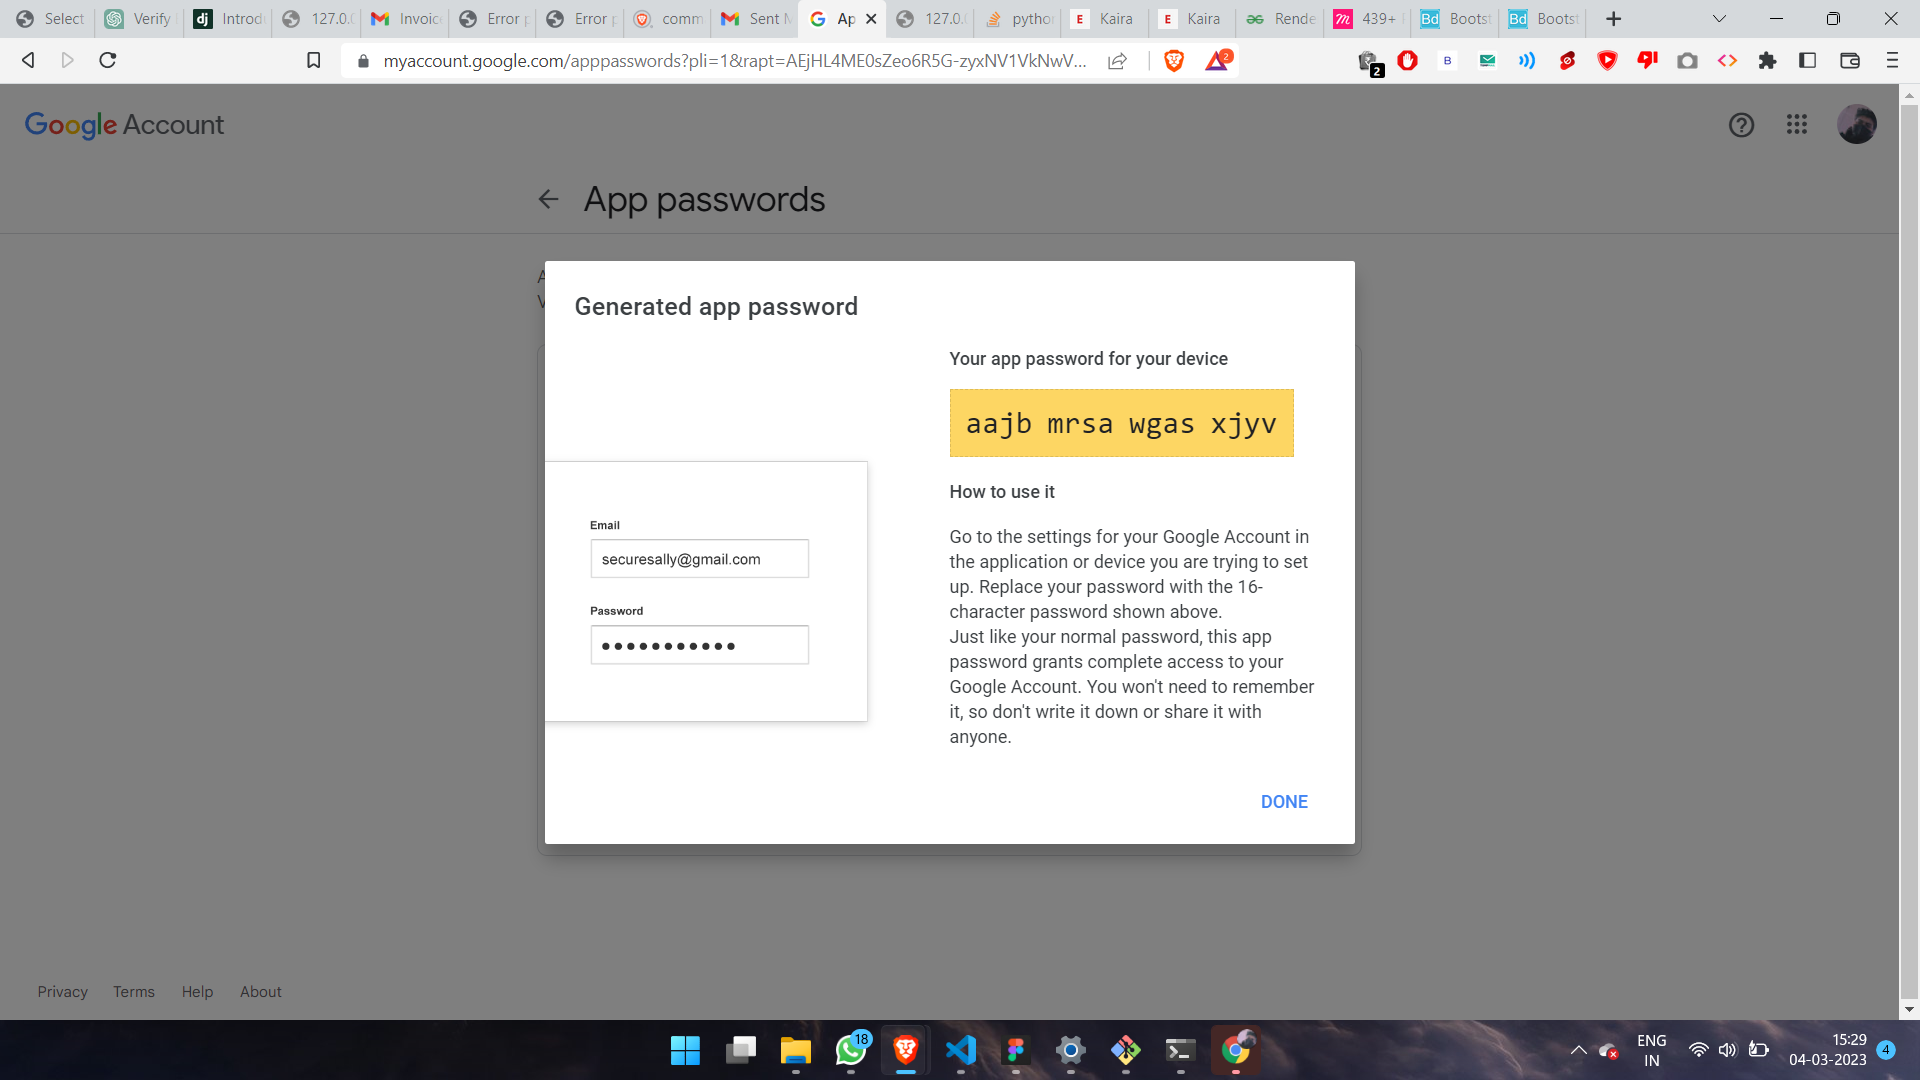 Select
Verify
Introd
127.0.0
Invoice
Error p
Error p
comm
Sent M
Ap
127.0.0
pytho
Kaira
Kaira
Rende
439+
Bootst
Bootst
myaccount.google.com/apppasswords?pli=1&rapt=AEjHL4ME0sZeo6R5G-zyxNV1VkNwV...
2
2
Google Account
App passwords
Generated app password
Your app password for your device
aajb mrsa wgas xjyv
How to use it
Go to the settings for your Google Account in
the application or device you are trying to set
up. Replace your password with the 16-
character password shown above.
Just like your normal password, this app
password grants complete access to your
Google Account. You won't need to remember
it, so don't write it down or share it with
anyone.
Email
securesally@gmail.com
Password
DONE
Privacy
Terms
Help
About
18
ENG
IN
15:29
04-03-2023
4